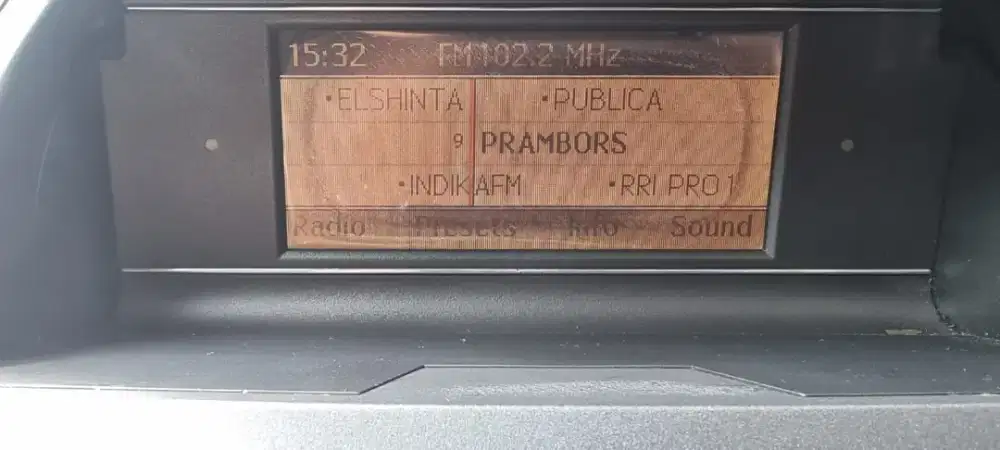 15:32 FM 102.2 MHz
•ELSHINTA •PUBLICA
9 PRAMBORS
•INDIKAFM •RRI PRO 1
Radio Presets Info Sound